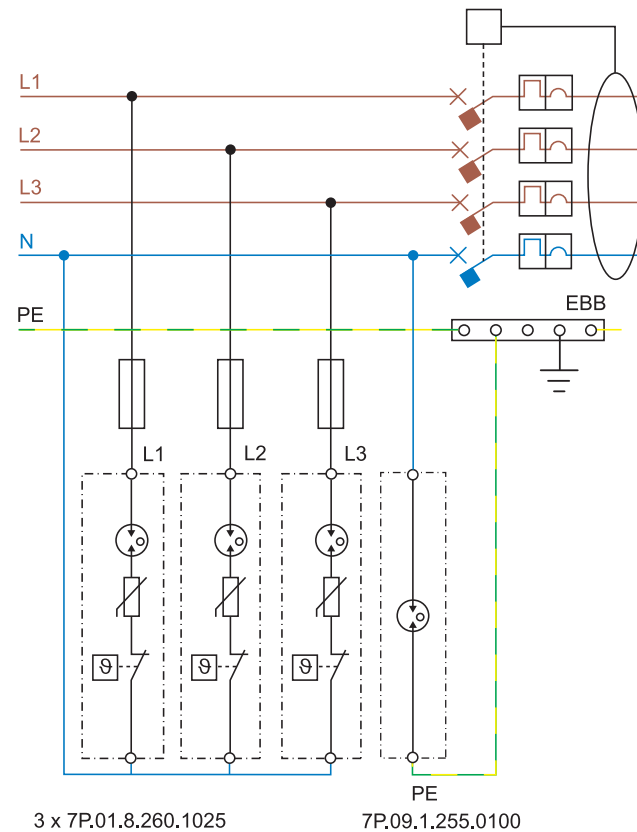 L1
L2
L3
N
PE
EBB
L1
L2
L3
ϑ
ϑ
ϑ
PE
3 x 7P.01.8.260.1025
7P.09.1.255.0100